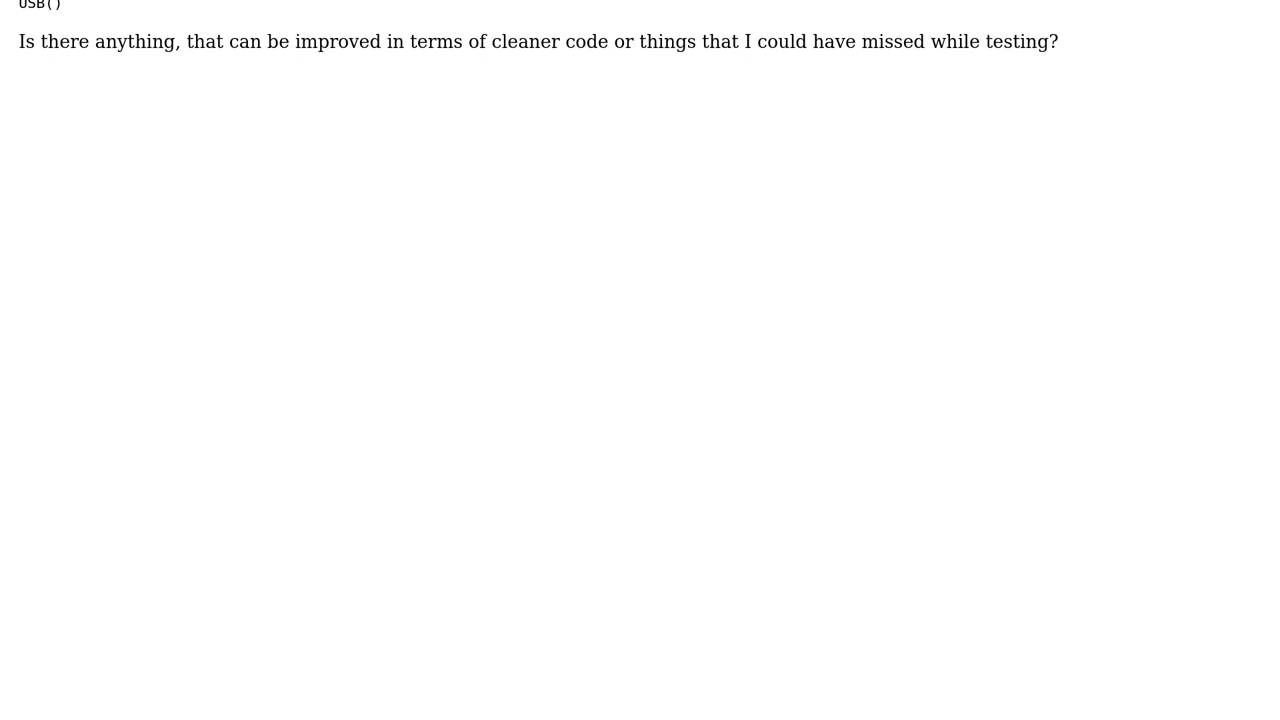 USB()
Is there anything, that can be improved in terms of cleaner code or things that I could have missed while testing?